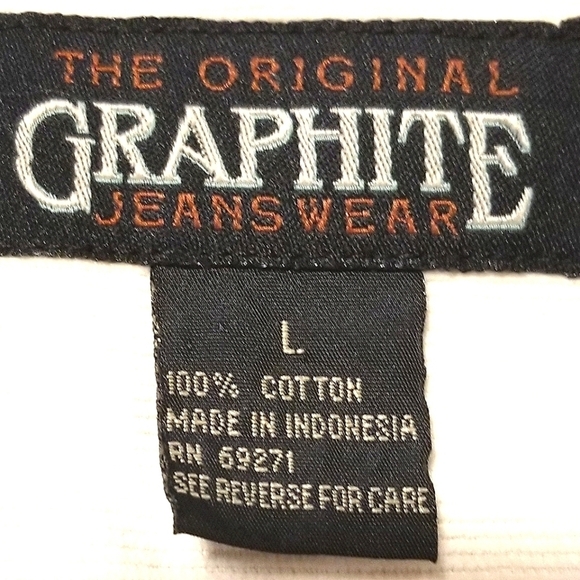 THE ORIGINAL
GRAPHITE
JEANSWEAR
L
100% COTTON
MADE IN INDONESIA
RN 69271
SEE REVERSE FOR CARE